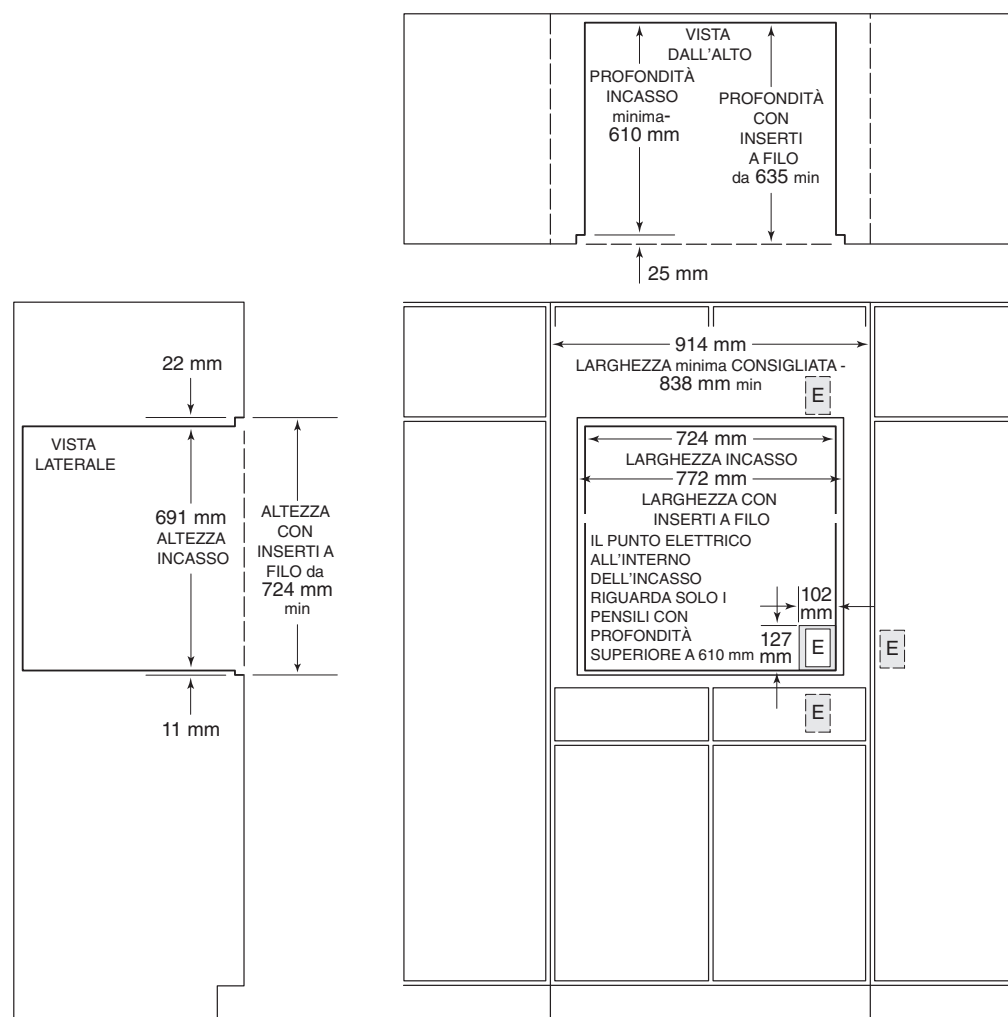 VISTA
DALL'ALTO
PROFONDITÀ
INCASSO
minima-
610 mm
PROFONDITÀ
CON
INSERTI
A FILO
da 635 min
25 mm
22 mm
VISTA
LATERALE
691 mm
ALTEZZA
INCASSO
ALTEZZA
CON
INSERTI A
FILO da
724 mm
min
11 mm
914 mm
LARGHEZZA minima CONSIGLIATA -
838 mm min
E
724 mm
LARGHEZZA INCASSO
772 mm
LARGHEZZA CON
INSERTI A FILO
IL PUNTO ELETTRICO
ALL'INTERNO
DELL'INCASSO
RIGUARDA SOLO I
PENSILI CON
PROFONDITÀ
SUPERIORE A 610 mm
102
mm
127
mm
E
E
E